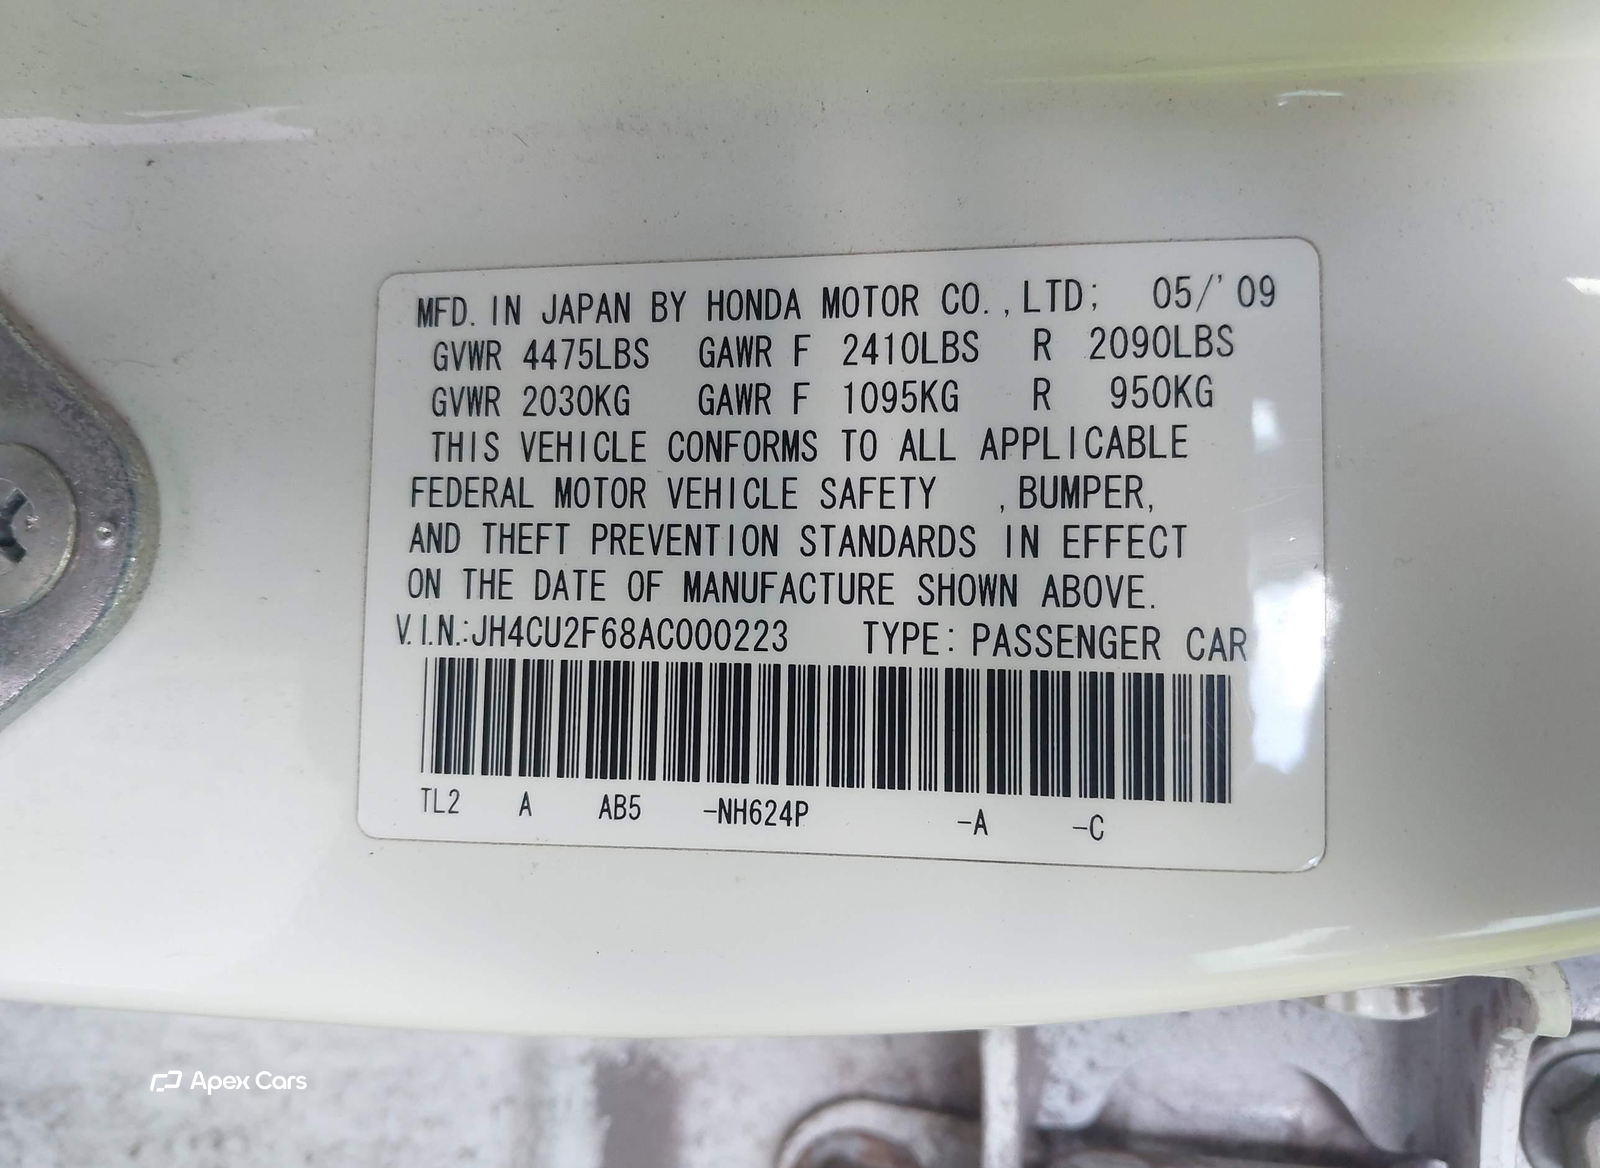 MFD. IN JAPAN BY HONDA MOTOR CO., LTD; 05/'09
GVWR 4475LBS GAWR F 2410LBS R 2090LBS
GVWR 2030KG GAWR F 1095KG R 950KG
THIS VEHICLE CONFORMS TO ALL APPLICABLE
FEDERAL MOTOR VEHICLE SAFETY , BUMPER,
AND THEFT PREVENTION STANDARDS IN EFFECT
ON THE DATE OF MANUFACTURE SHOWN ABOVE.
V.I.N.:JH4CU2F68AC000223 TYPE: PASSENGER CAR
TL2 A AB5 -NH624P -A -C
Apex Cars